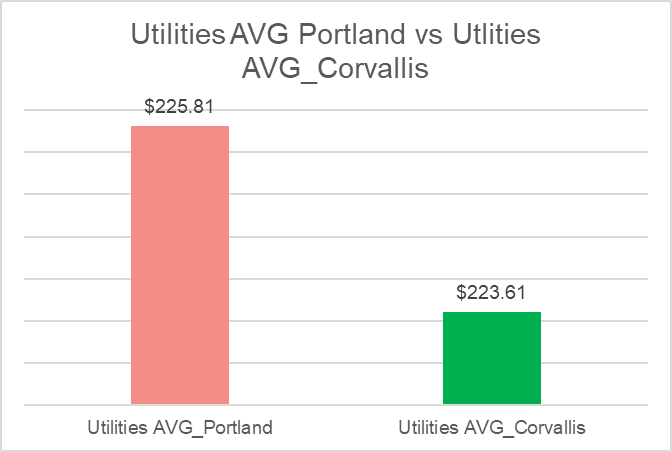 Utilities AVG Portland vs Utlities
AVG_Corvallis
$225.81
$223.61
Utilities AVG_Portland
Utilities AVG_Corvallis